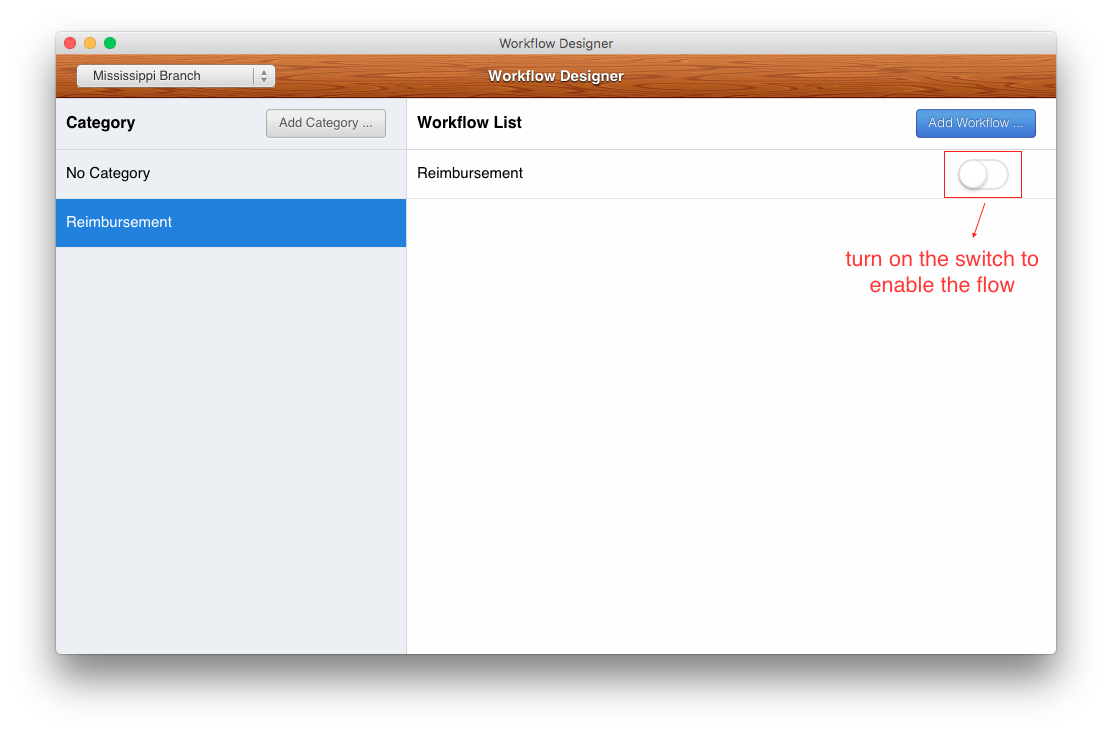 Workflow Designer
Mississippi Branch
Workflow Designer
Category
Add Category ...
Workflow List
Add Workflow ...
No Category
Reimbursement
Reimbursement
turn on the switch to
enable the flow